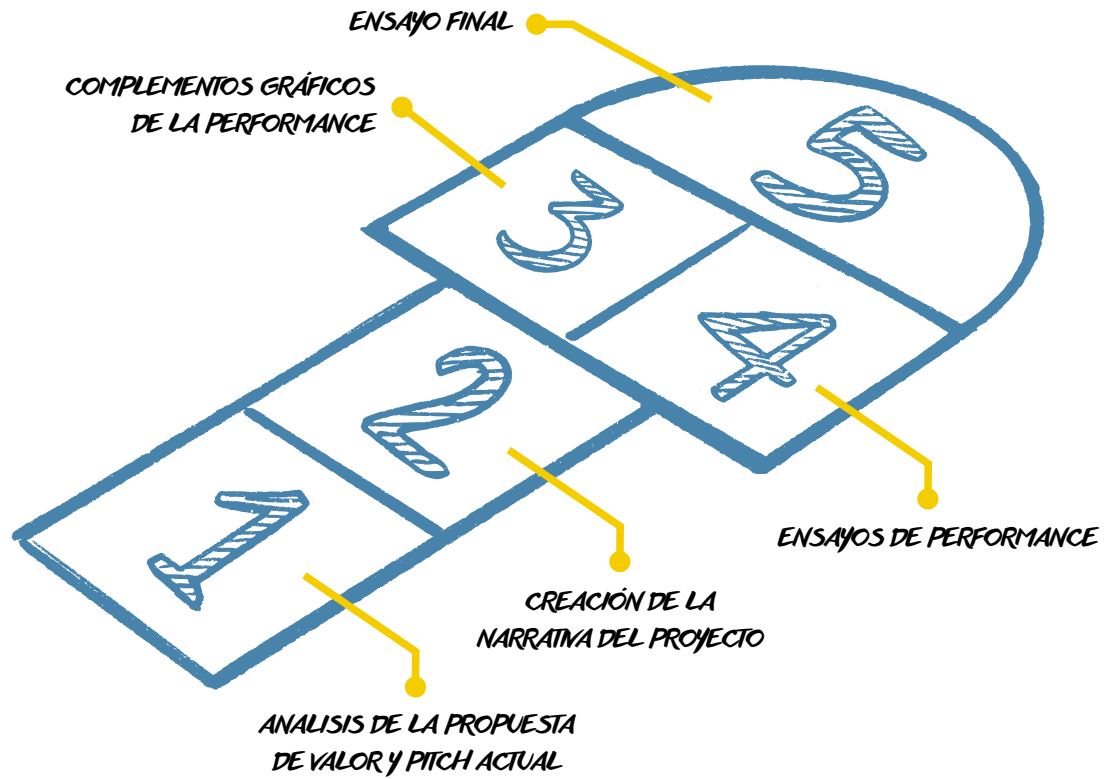 ENSAYO FINAL
COMPLEMENTOS GRÁFICOS
DE LA PERFORMANCE
5
3
4
2
1
ENSAYOS DE PERFORMANCE
CREACIÓN DE LA
NARRATIVA DEL PROYECTO
ANALISIS DE LA PROPUESTA
DE VALOR Y PITCH ACTUAL